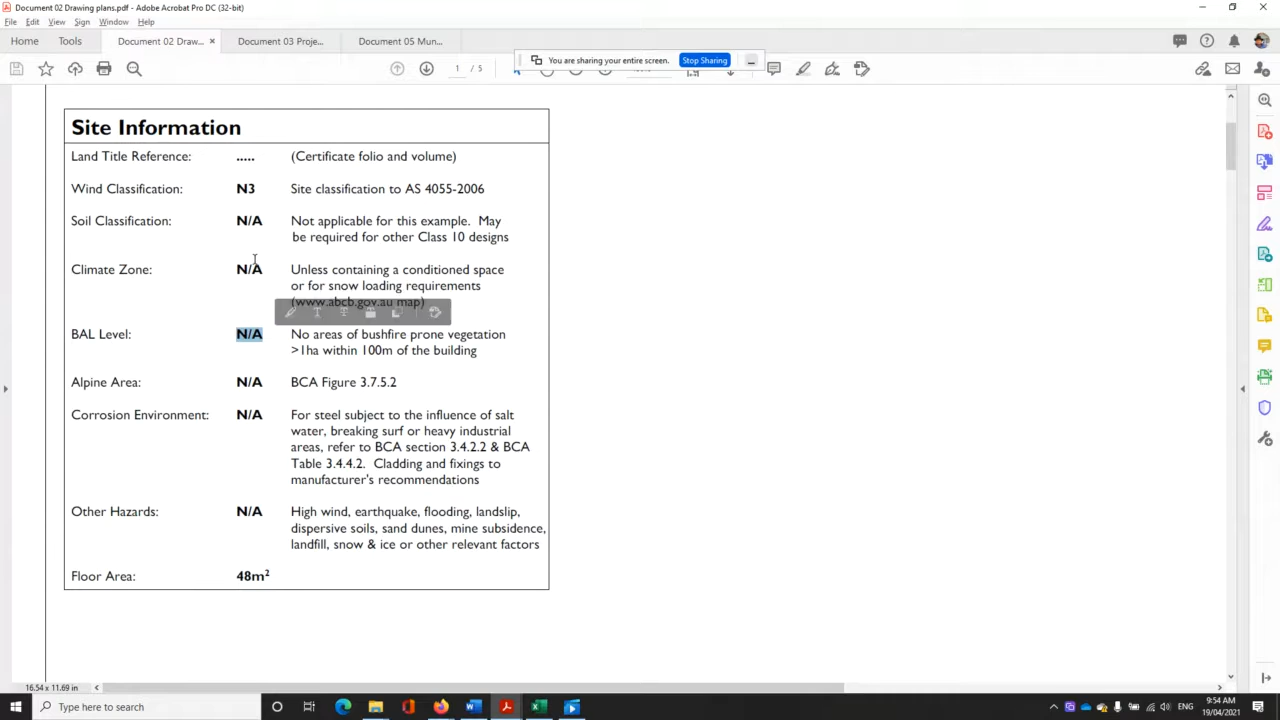 Document 02 Drawing plans.pdf - Adobe Acrobat Pro DC (32-bit)
File Edit View Sign Window Help
Home Tools Document 02 Draw... × Document 03 Proje... Document 05 Mun...
You are sharing your entire screen. Stop Sharing
1 / 5
Site Information
Land Title Reference: ..... (Certificate folio and volume)
Wind Classification: N3 Site classification to AS 4055-2006
Soil Classification: N/A Not applicable for this example. May
be required for other Class 10 designs
Climate Zone: N/A Unless containing a conditioned space
or for snow loading requirements
(www.abcb.gov.au map)
BAL Level: N/A No areas of bushfire prone vegetation
>1ha within 100m of the building
Alpine Area: N/A BCA Figure 3.7.5.2
Corrosion Environment: N/A For steel subject to the influence of salt
water, breaking surf or heavy industrial
areas, refer to BCA section 3.4.2.2 & BCA
Table 3.4.4.2. Cladding and fixings to
manufacturer's recommendations
Other Hazards: N/A High wind, earthquake, flooding, landslip,
dispersive soils, sand dunes, mine subsidence,
landfill, snow & ice or other relevant factors
Floor Area: 48m²
16.54 x 11.69 in
Type here to search
ENG
9:54 AM
19/04/2021